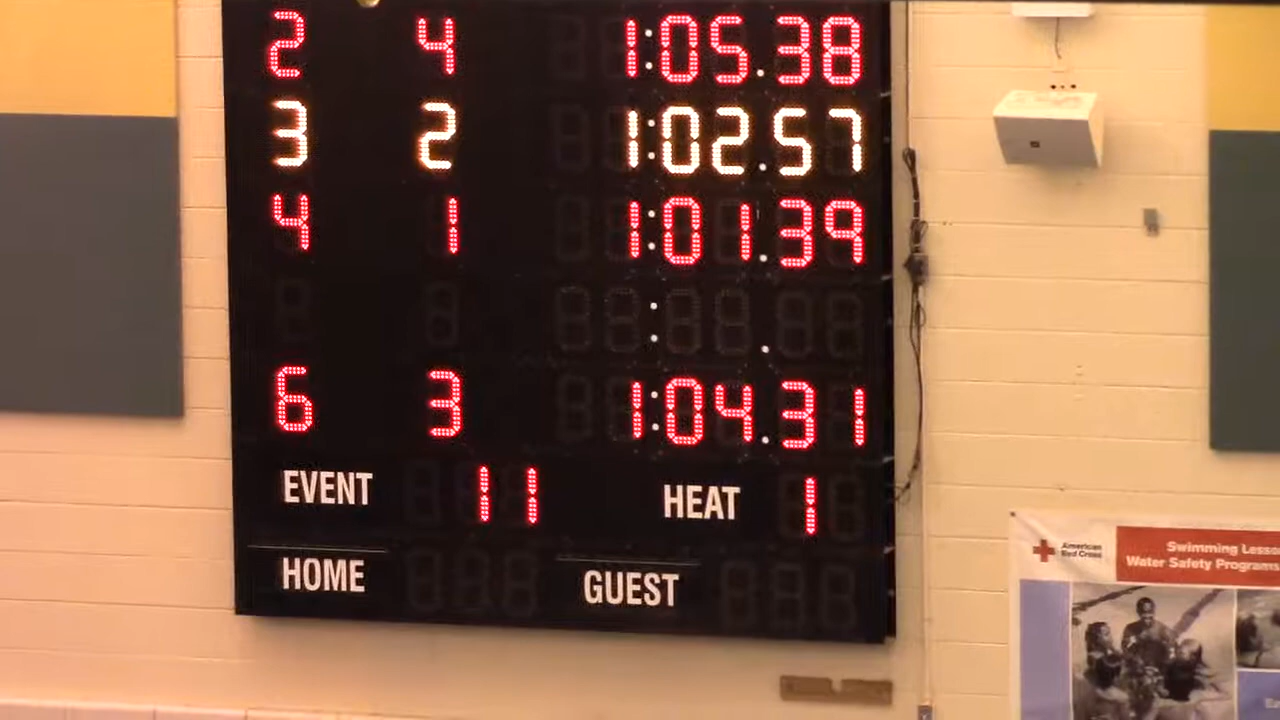 2 4 1:05.38
3 2 1:02.57
4 1 1:01.39
: .
6 3 1:04.31
EVENT 11 HEAT 1
HOME GUEST
American
Red Cross
Swimming
Water Safety Programs